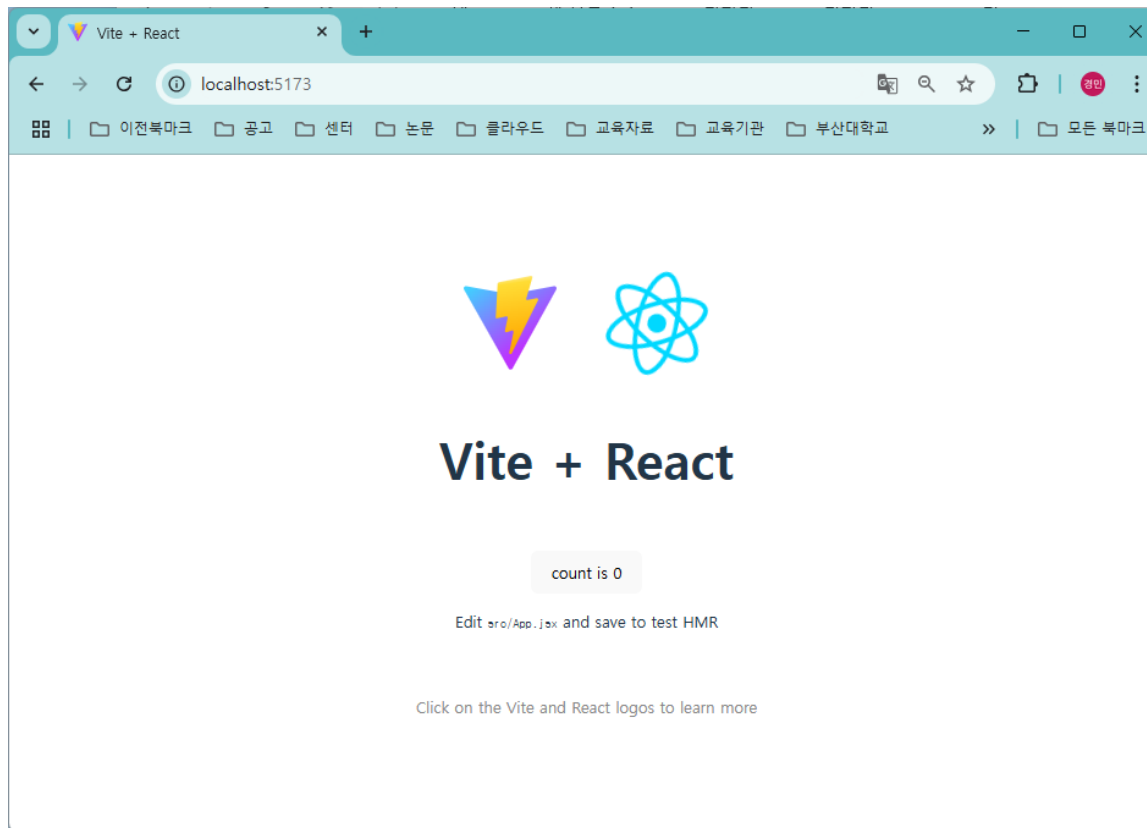 Vite + React
localhost:5173
이전북마크 공고 센터 논문 클라우드 교육자료 교육기관 부산대학교 » 모든 북마크
경민
Vite + React
count is 0
Edit src/App.jsx and save to test HMR
Click on the Vite and React logos to learn more